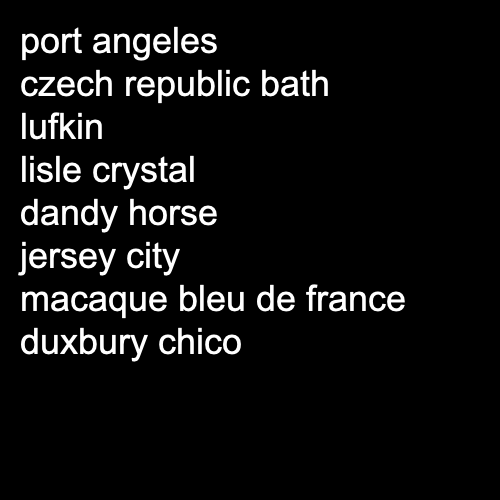 port angeles
czech republic bath
lufkin
lisle crystal
dandy horse
jersey city
macaque bleu de france
duxbury chico